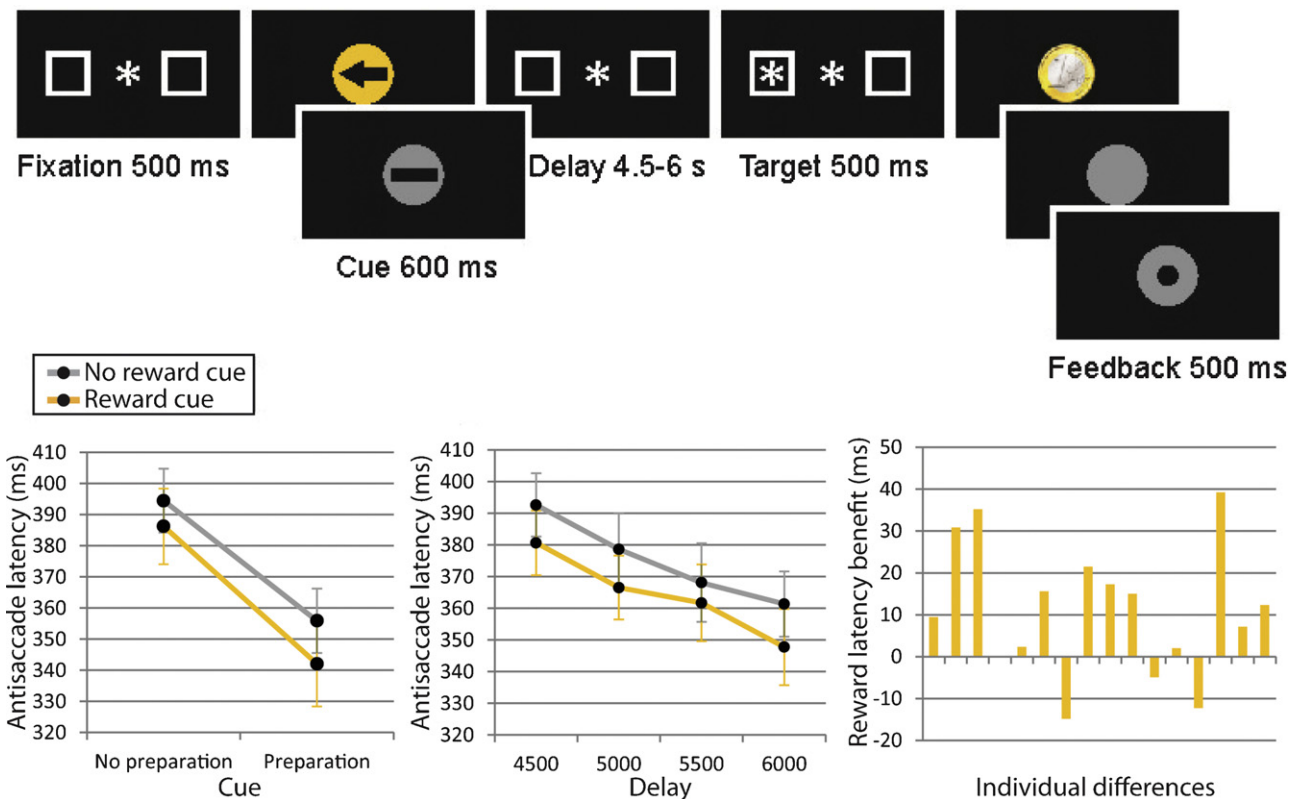 Fixation 500 ms
Cue 600 ms
Delay 4.5-6 s
Target 500 ms
Feedback 500 ms
No reward cue
Reward cue
Antisaccade latency (ms)
410
400
390
380
370
360
350
340
330
320
No preparation
Preparation
Cue
Antisaccade latency (ms)
410
400
390
380
370
360
350
340
330
320
4500
5000
5500
6000
Delay
Reward latency benefit (ms)
50
40
30
20
10
0
-10
-20
Individual differences